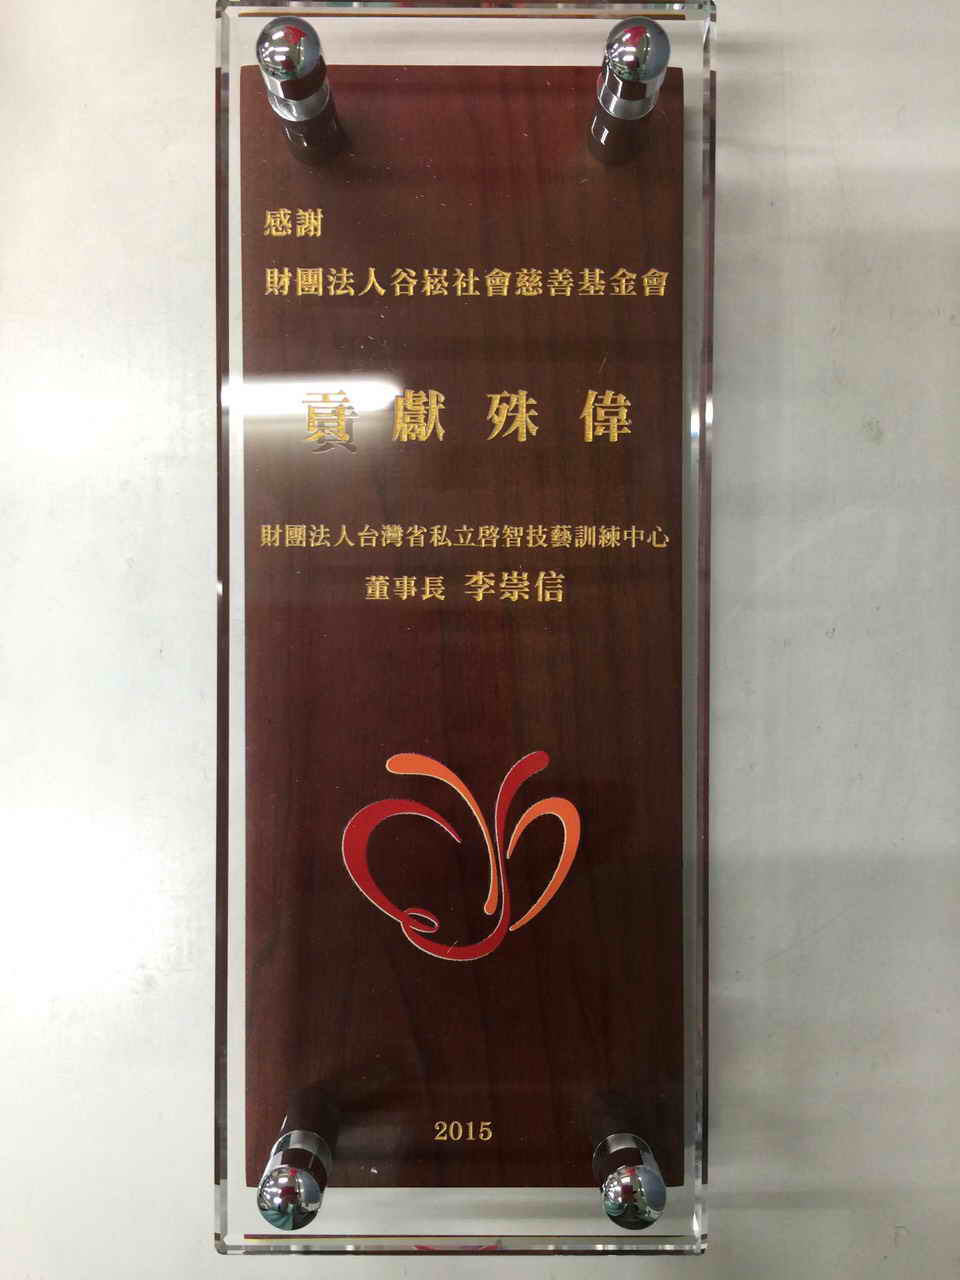 感謝
財團法人谷崧社會慈善基金會
貢獻殊偉
財團法人台灣省私立啓智技藝訓練中心
董事長 李崇信
2015